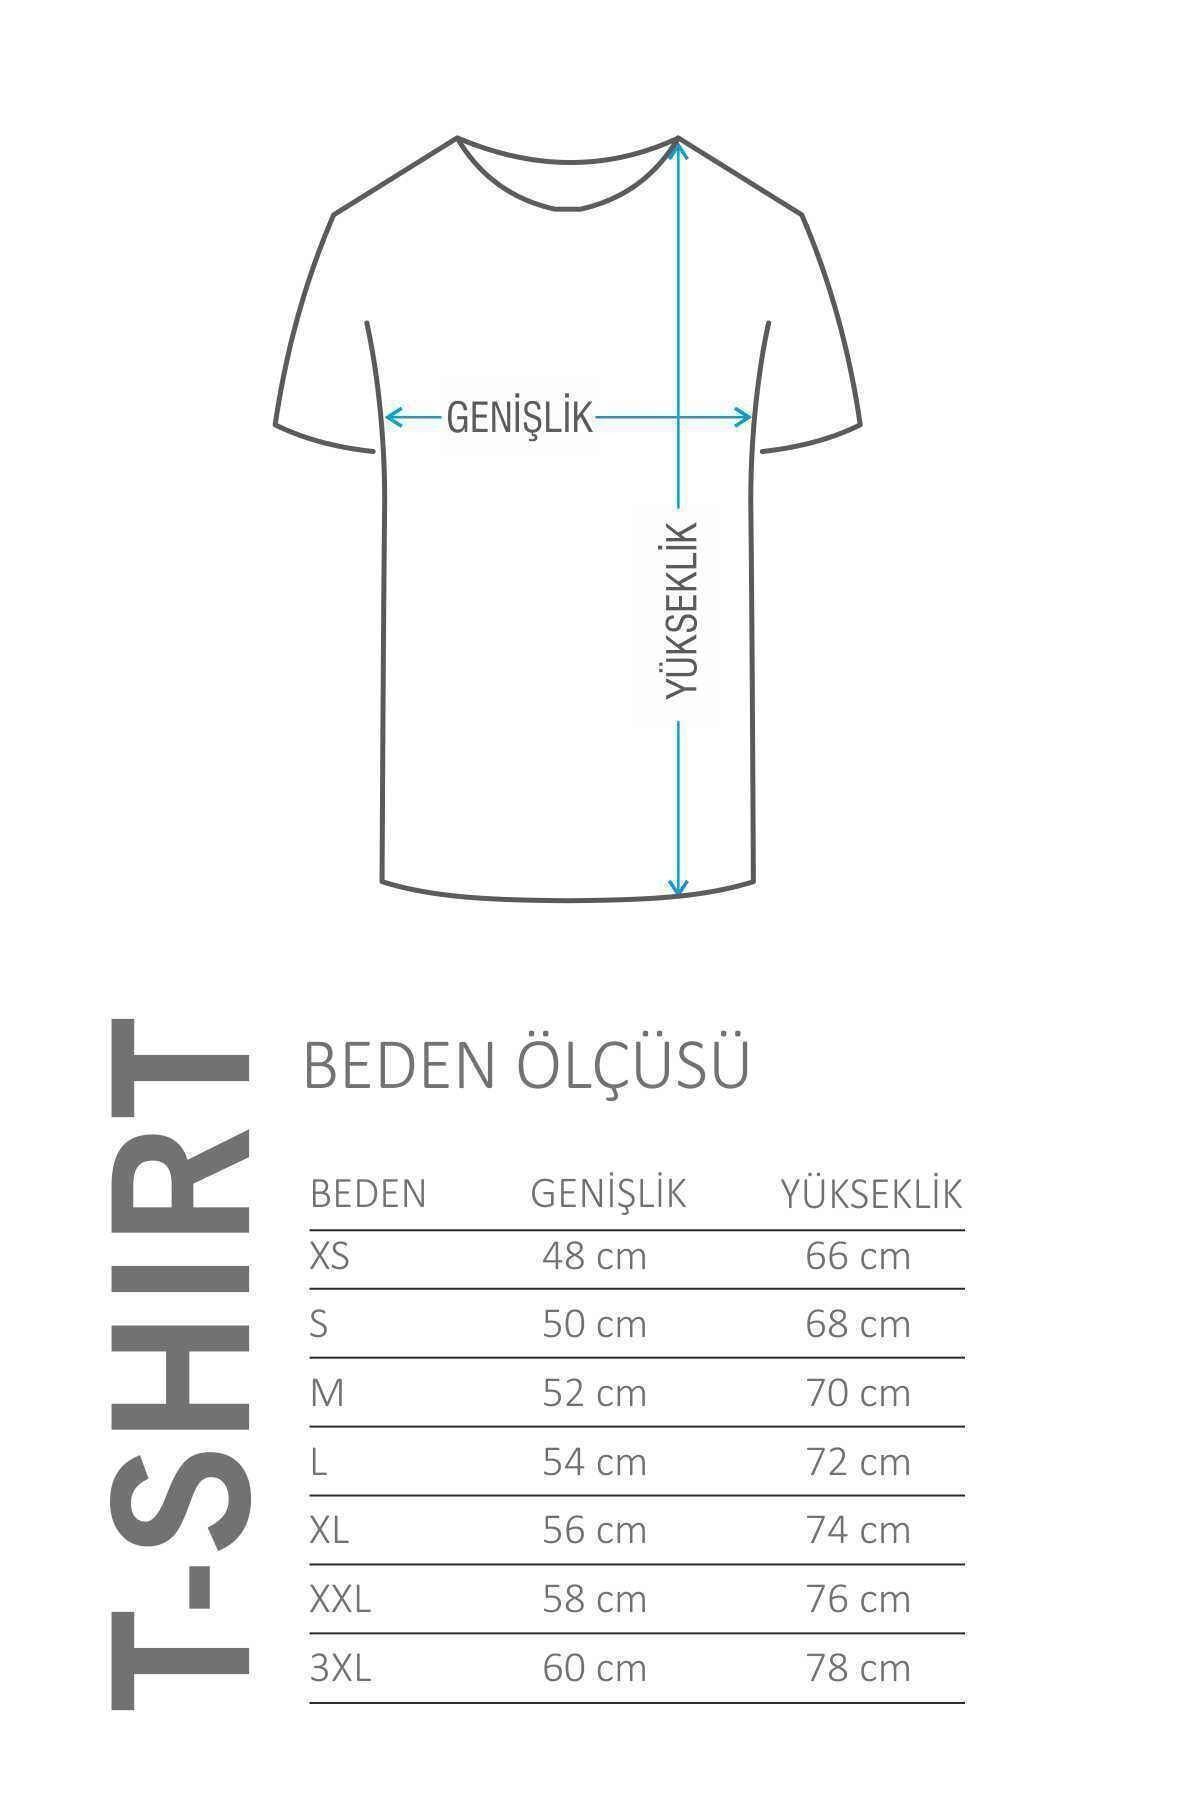 GENİŞLİK
YÜKSEKLİK
T-SHIRT
BEDEN ÖLÇÜSÜ
BEDEN GENİŞLİK YÜKSEKLİK
XS 48 cm 66 cm
S 50 cm 68 cm
M 52 cm 70 cm
L 54 cm 72 cm
XL 56 cm 74 cm
XXL 58 cm 76 cm
3XL 60 cm 78 cm